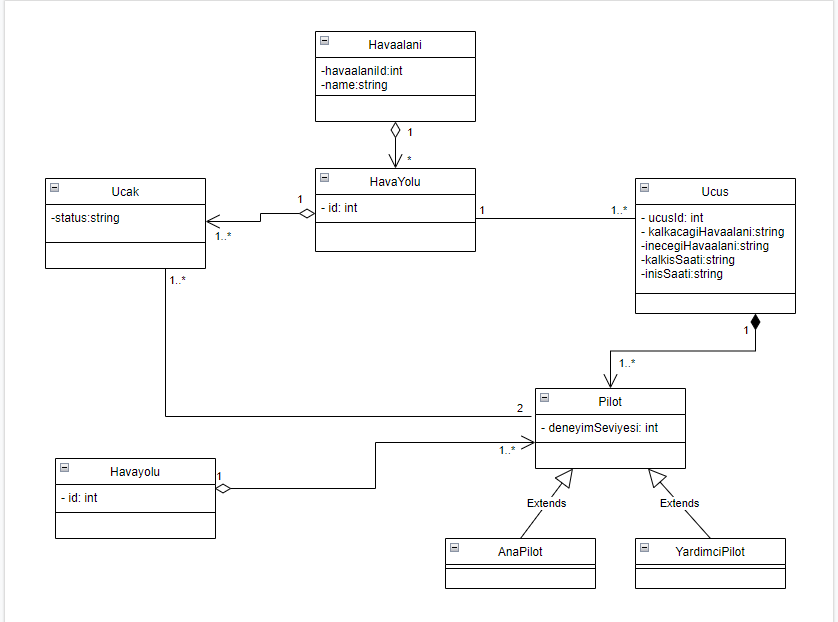 Havaalani
-havaalaniId:int
-name:string
1
*
HavaYolu
- id: int
1
1..*
Ucak
-status:string
1..*
1
1..*
Ucus
- ucusId: int
- kalkacagiHavaalani:string
-inecegiHavaalani:string
-kalkisSaati:string
-inisSaati:string
1
1..*
2
Pilot
- deneyimSeviyesi: int
1..*
Havayolu
- id: int
1
Extends
Extends
AnaPilot
YardimciPilot